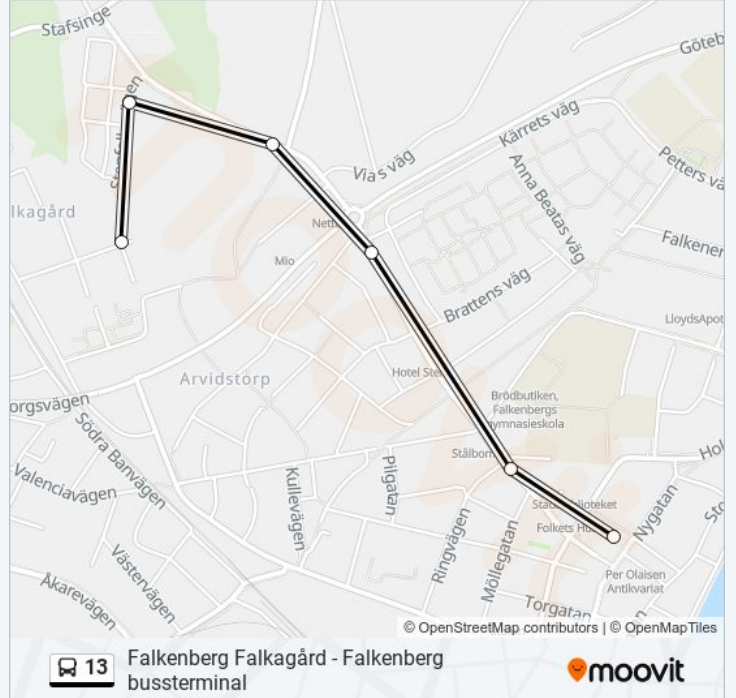 Stafsinge
Göteb
Kärrets väg
Vias väg
Anna Beatas väg
Petters vä
lkagård
Netto
Falkener
Mio
Brattens väg
LloydsApot
Hotel Ste
Arvidstorp
Brödbutiken,
Falkenbergs
ymnasieskola
orgsvägen
Södra Banvägen
Stålbom
Hol
Valenciavägen
Kullevägen
Pilgatan
Nygatan
Sto
Folkets Hu
Ringvägen
Möllegatan
Västervägen
Per Olaisen
Antikvariat
Åkarevägen
Torgatan
© OpenStreetMap contributors | © OpenMapTiles
13
Falkenberg Falkagård - Falkenberg
bussterminal
moovit